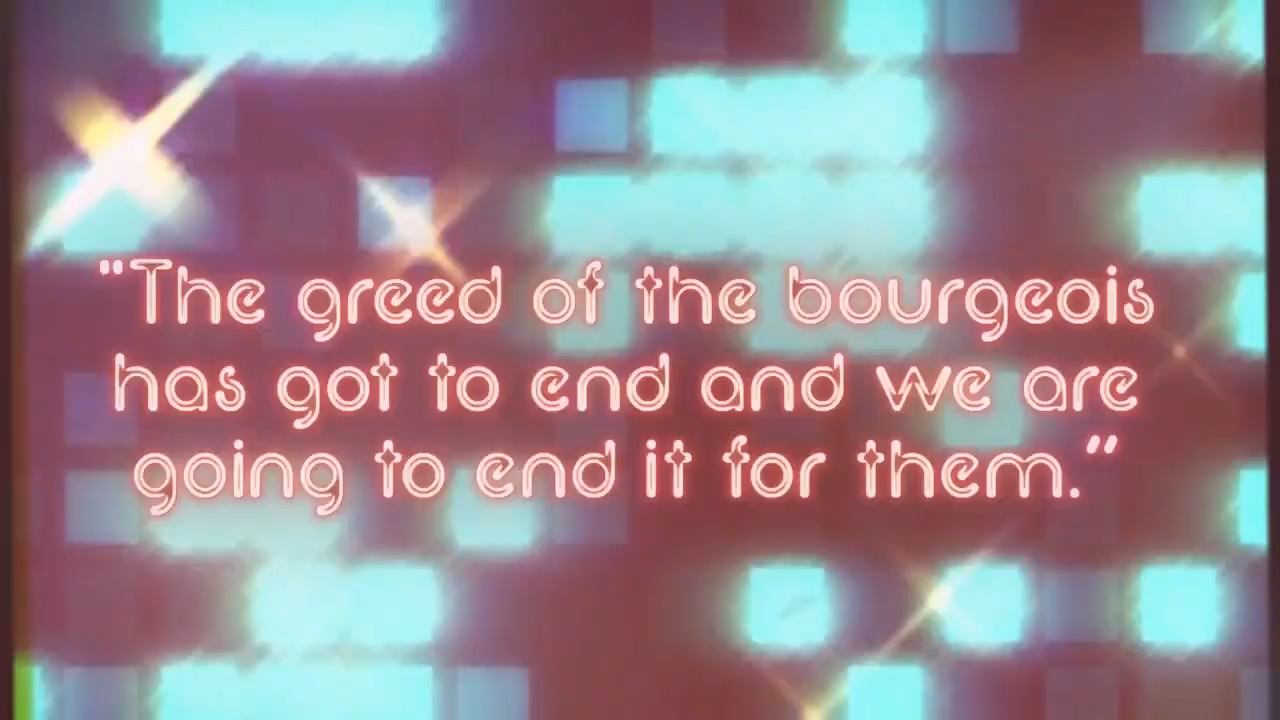 "The greed of the bourgeois
has got to end and we are
going to end it for them."